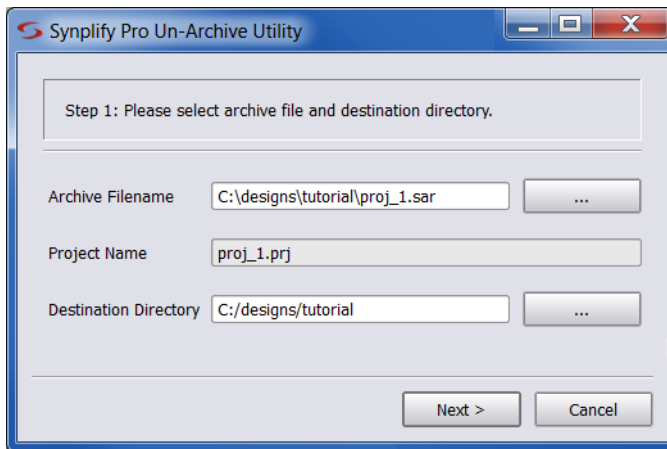 Synplify Pro Un-Archive Utility
Step 1: Please select archive file and destination directory.
Archive Filename C:\designs\tutorial\proj_1.sar ...
Project Name proj_1.prj
Destination Directory C:/designs/tutorial ...
Next > Cancel